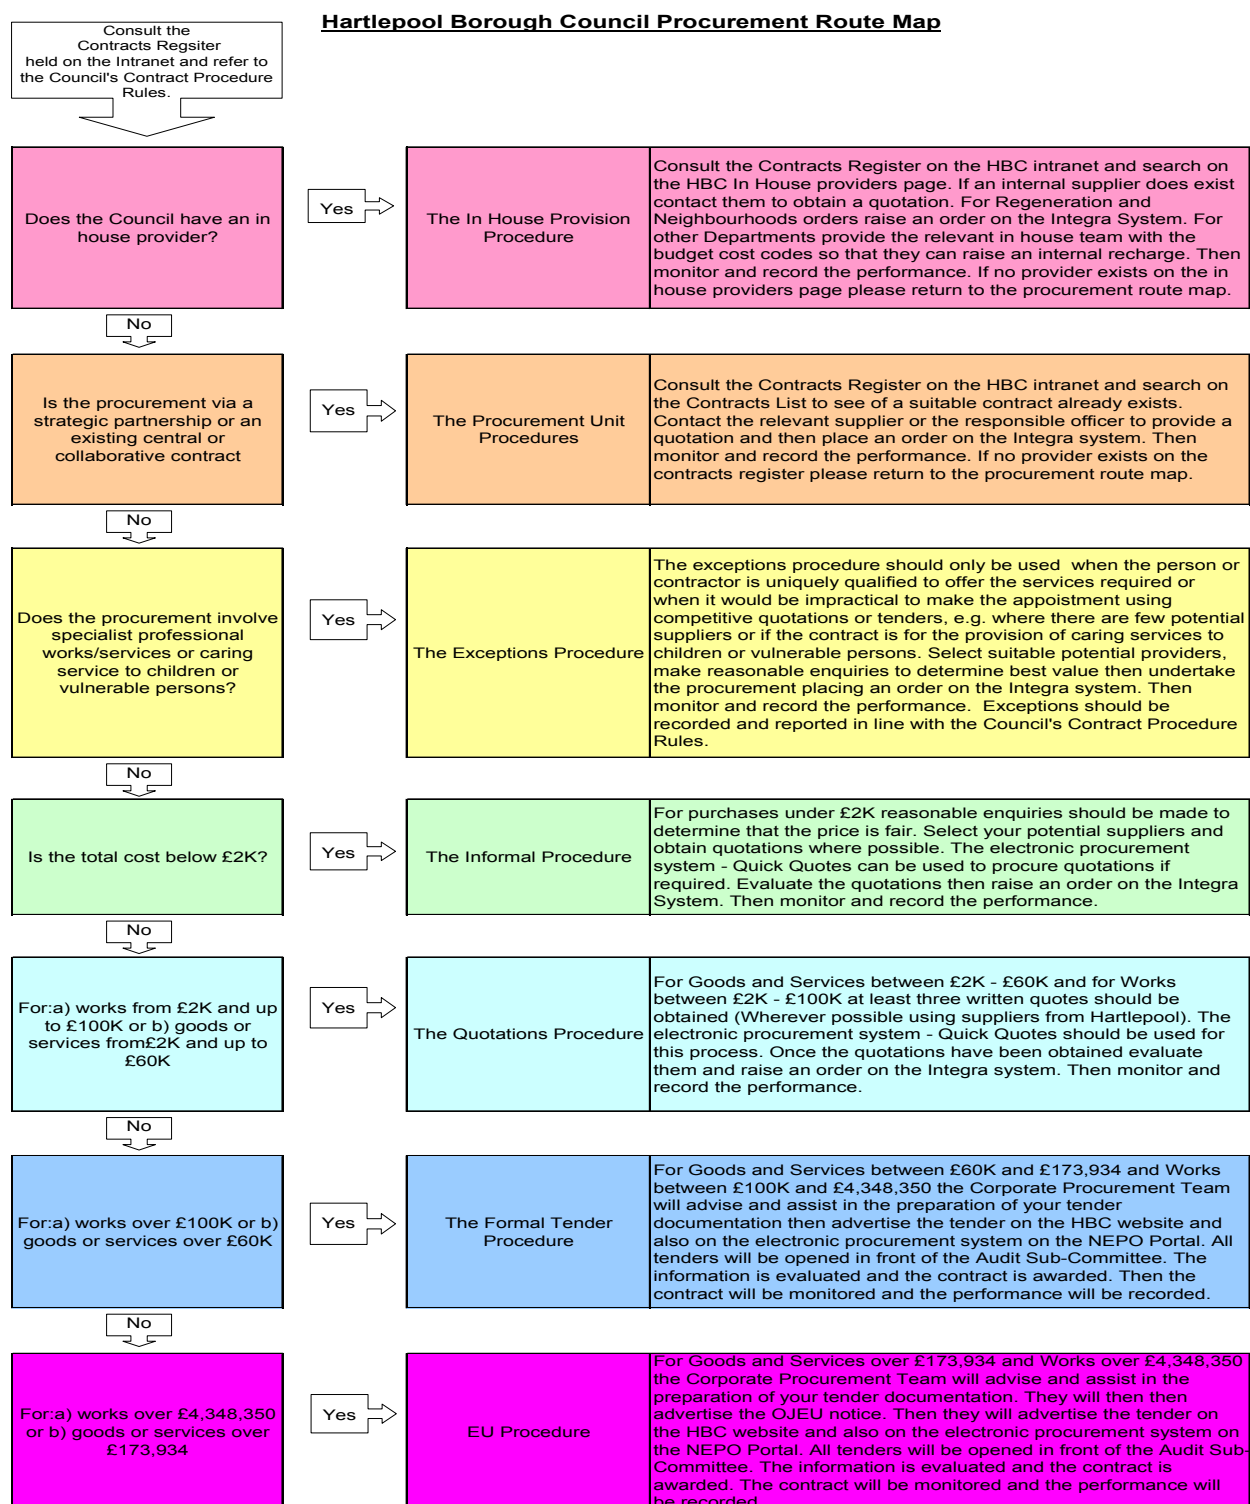 Hartlepool Borough Council Procurement Route Map
Consult the
Contracts Regsiter
held on the Intranet and refer to
the Council's Contract Procedure
Rules.
Does the Council have an in
house provider?
Yes
The In House Provision
Procedure
Consult the Contracts Register on the HBC intranet and search on
the HBC In House providers page. If an internal supplier does exist
contact them to obtain a quotation. For Regeneration and
Neighbourhoods orders raise an order on the Integra System. For
other Departments provide the relevant in house team with the
budget cost codes so that they can raise an internal recharge. Then
monitor and record the performance. If no provider exists on the in
house providers page please return to the procurement route map.
No
Is the procurement via a
strategic partnership or an
existing central or
collaborative contract
Yes
The Procurement Unit
Procedures
Consult the Contracts Register on the HBC intranet and search on
the Contracts List to see of a suitable contract already exists.
Contact the relevant supplier or the responsible officer to provide a
quotation and then place an order on the Integra system. Then
monitor and record the performance. If no provider exists on the
contracts register please return to the procurement route map.
No
Does the procurement involve
specialist professional
works/services or caring
service to children or
vulnerable persons?
Yes
The Exceptions Procedure
The exceptions procedure should only be used  when the person or
contractor is uniquely qualified to offer the services required or
when it would be impractical to make the appoistment using
competitive quotations or tenders, e.g. where there are few potential
suppliers or if the contract is for the provision of caring services to
children or vulnerable persons. Select suitable potential providers,
make reasonable enquiries to determine best value then undertake
the procurement placing an order on the Integra system. Then
monitor and record the performance.  Exceptions should be
recorded and reported in line with the Council's Contract Procedure
Rules.
No
Is the total cost below £2K?
Yes
The Informal Procedure
For purchases under £2K reasonable enquiries should be made to
determine that the price is fair. Select your potential suppliers and
obtain quotations where possible. The electronic procurement
system - Quick Quotes can be used to procure quotations if
required. Evaluate the quotations then raise an order on the Integra
System. Then monitor and record the performance.
No
For:a) works from £2K and up
to £100K or b) goods or
services from£2K and up to
£60K
Yes
The Quotations Procedure
For Goods and Services between £2K - £60K and for Works
between £2K - £100K at least three written quotes should be
obtained (Wherever possible using suppliers from Hartlepool). The
electronic procurement system - Quick Quotes should be used for
this process. Once the quotations have been obtained evaluate
them and raise an order on the Integra system. Then monitor and
record the performance.
No
For:a) works over £100K or b)
goods or services over £60K
Yes
The Formal Tender
Procedure
For Goods and Services between £60K and £173,934 and Works
between £100K and £4,348,350 the Corporate Procurement Team
will advise and assist in the preparation of your tender
documentation then advertise the tender on the HBC website and
also on the electronic procurement system on the NEPO Portal. All
tenders will be opened in front of the Audit Sub-Committee. The
information is evaluated and the contract is awarded. Then the
contract will be monitored and the performance will be recorded.
No
For:a) works over £4,348,350
or b) goods or services over
£173,934
Yes
EU Procedure
For Goods and Services over £173,934 and Works over £4,348,350
the Corporate Procurement Team will advise and assist in the
preparation of your tender documentation. They will then then
advertise the OJEU notice. Then they will advertise the tender on
the HBC website and also on the electronic procurement system on
the NEPO Portal. All tenders will be opened in front of the Audit Sub-
Committee. The information is evaluated and the contract is
awarded. The contract will be monitored and the performance will
be recorded